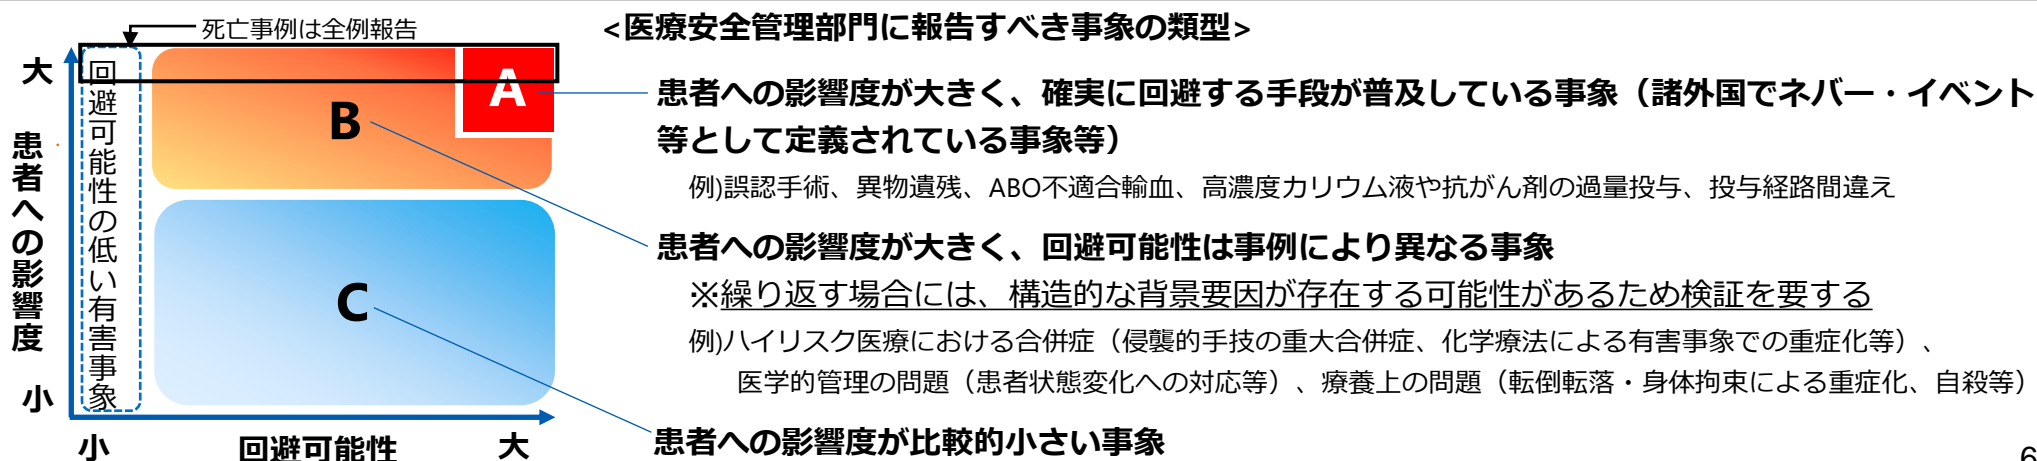 死亡事例は全例報告
<医療安全管理部門に報告すべき事象の類型>
大
患者への影響度
小
回避可能性の低い有害事象
A
B
C
小
回避可能性
大
患者への影響度が大きく、確実に回避する手段が普及している事象（諸外国でネバー・イベント
等として定義されている事象等）
例)誤認手術、異物遺残、ABO不適合輸血、高濃度カリウム液や抗がん剤の過量投与、投与経路間違え
患者への影響度が大きく、回避可能性は事例により異なる事象
※繰り返す場合には、構造的な背景要因が存在する可能性があるため検証を要する
例)ハイリスク医療における合併症（侵襲的手技の重大合併症、化学療法による有害事象での重症化等）、
医学的管理の問題（患者状態変化への対応等）、療養上の問題（転倒転落・身体拘束による重症化、自殺等）
患者への影響度が比較的小さい事象
6